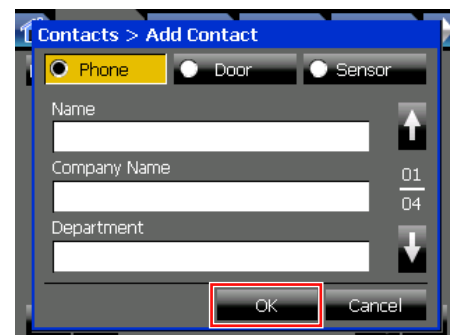 Contacts > Add Contact
Phone Door Sensor
Name
Company Name
01
04
Department
OK Cancel